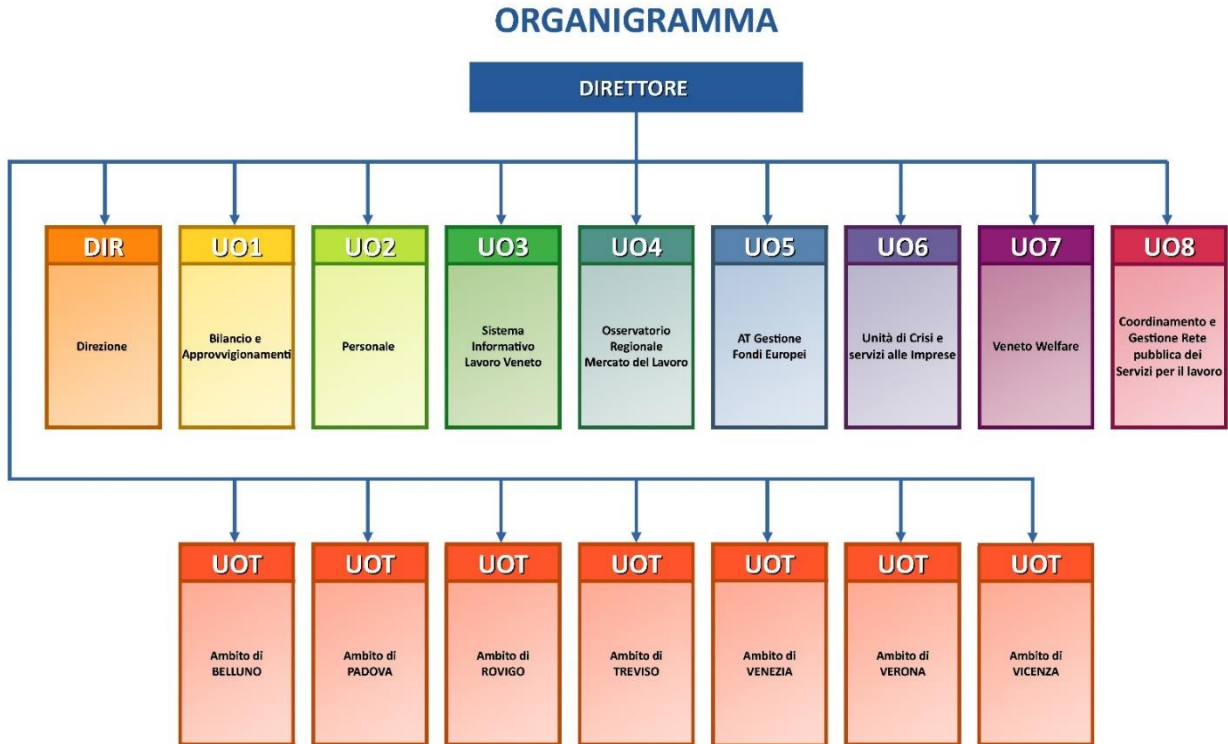 ORGANIGRAMMA
DIRETTORE
DIR
Direzione
UO1
Bilancio e
Approvvigionamenti
UO2
Personale
UO3
Sistema
Informativo
Lavoro Veneto
UO4
Osservatorio
Regionale
Mercato del Lavoro
UO5
AT Gestione
Fondi Europei
UO6
Unità di Crisi e
servizi alle Imprese
UO7
Veneto Welfare
UO8
Coordinamento e
Gestione Rete
pubblica dei
Servizi per il lavoro
UOT
Ambito di
BELLUNO
UOT
Ambito di
PADOVA
UOT
Ambito di
ROVIGO
UOT
Ambito di
TREVISO
UOT
Ambito di
VENEZIA
UOT
Ambito di
VERONA
UOT
Ambito di
VICENZA